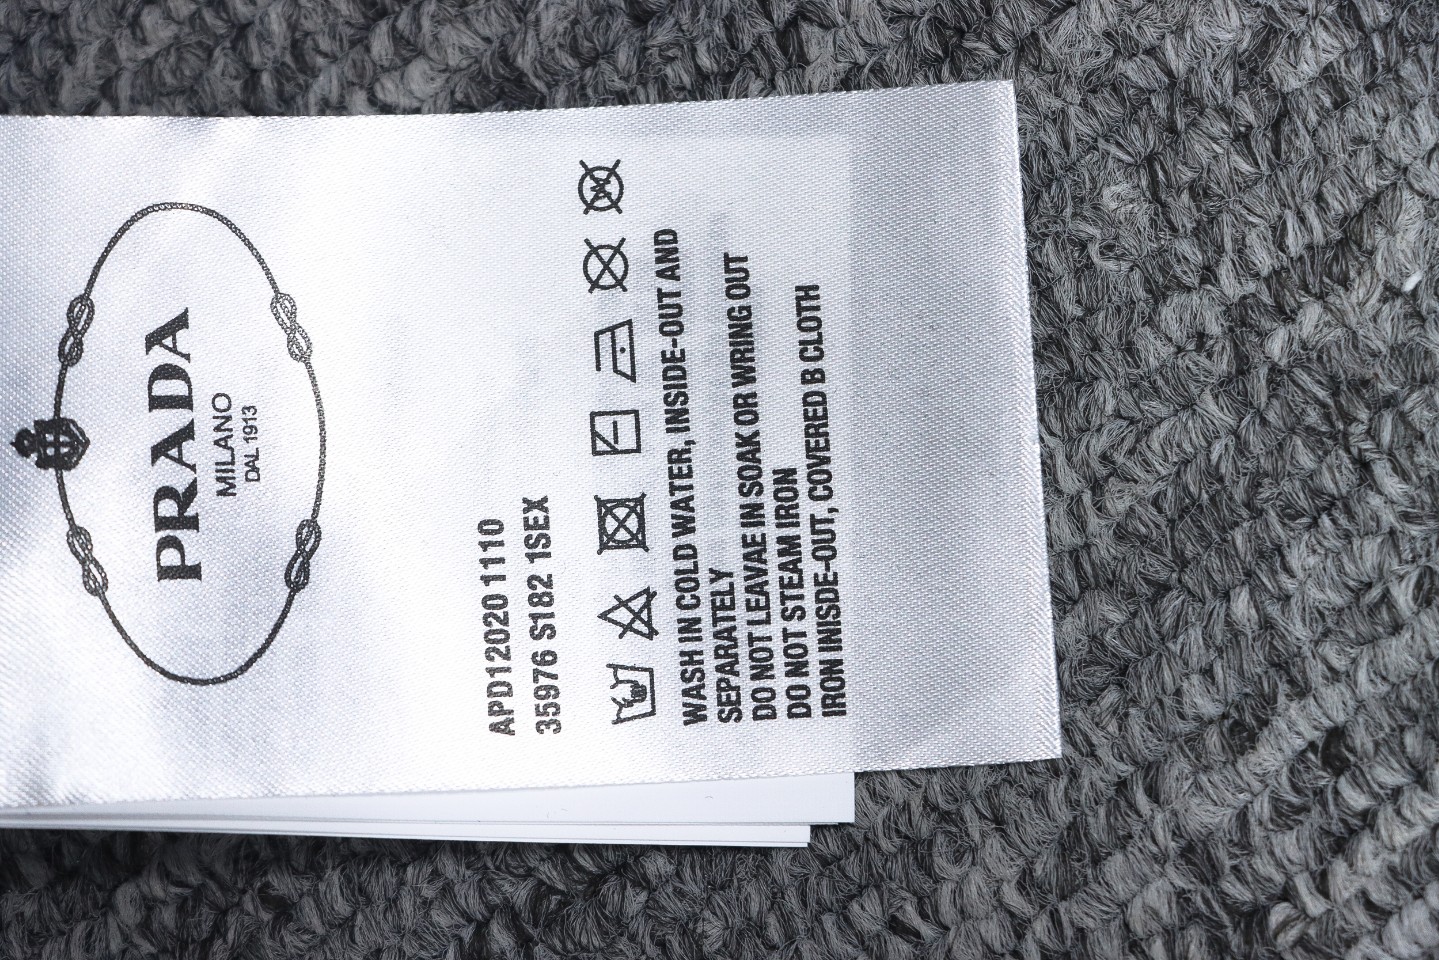 PRADA
MILANO
DAL 1913
APD12020 1110
35976 S182 1SEX
WASH IN COLD WATER, INSIDE-OUT AND
SEPARATELY
DO NOT LEAVAE IN SOAK OR WRING OUT
DO NOT STEAM IRON
IRON INISDE-OUT, COVERED B CLOTH